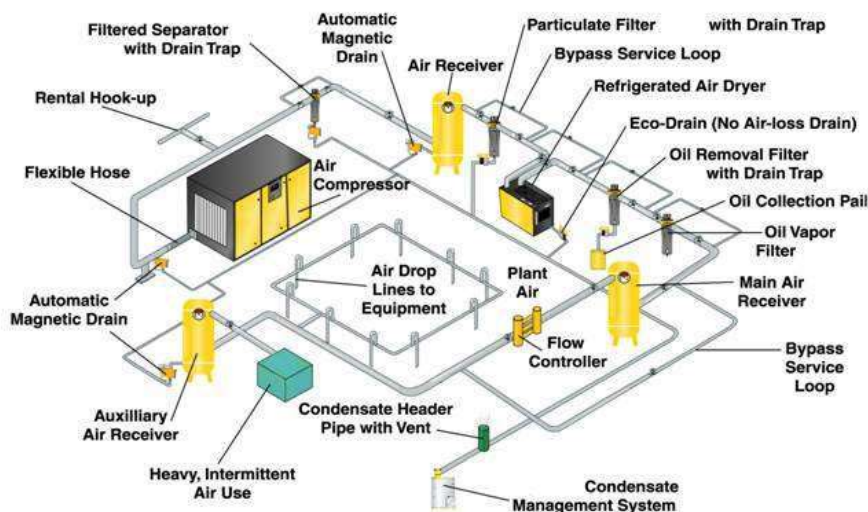 Filtered Separator
with Drain Trap
Automatic
Magnetic
Drain
Air Receiver
Particulate Filter
with Drain Trap
Bypass Service Loop
Refrigerated Air Dryer
Rental Hook-up
Eco-Drain (No Air-loss Drain)
Flexible Hose
Air
Compressor
Oil Removal Filter
with Drain Trap
Oil Collection Pail
Oil Vapor
Filter
Air Drop
Lines to
Equipment
Plant
Air
Main Air
Receiver
Automatic
Magnetic Drain
Flow
Controller
Bypass
Service
Loop
Auxilliary
Air Receiver
Condensate Header
Pipe with Vent
Heavy, Intermittent
Air Use
Condensate
Management System